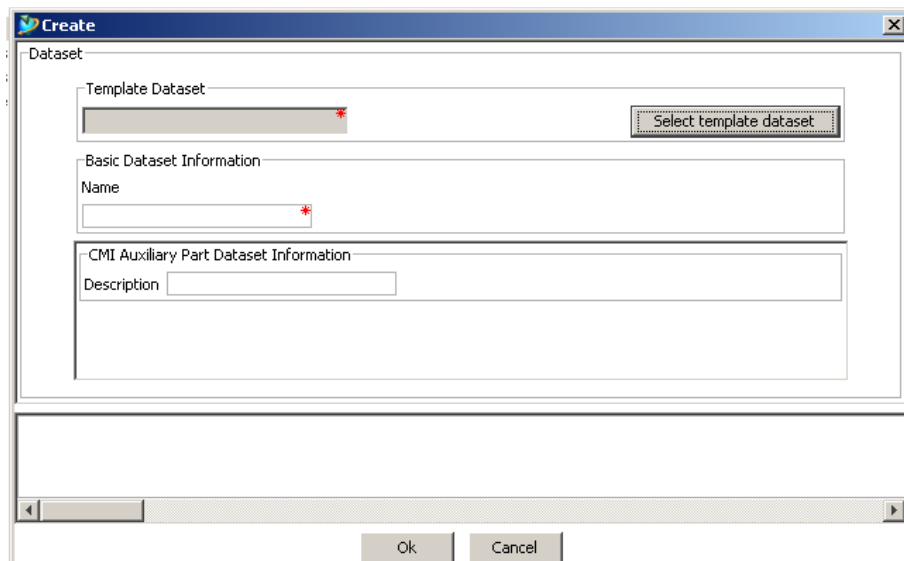 Create
Dataset
Template Dataset
*
Select template dataset
Basic Dataset Information
Name
*
CMI Auxiliary Part Dataset Information
Description
Ok
Cancel